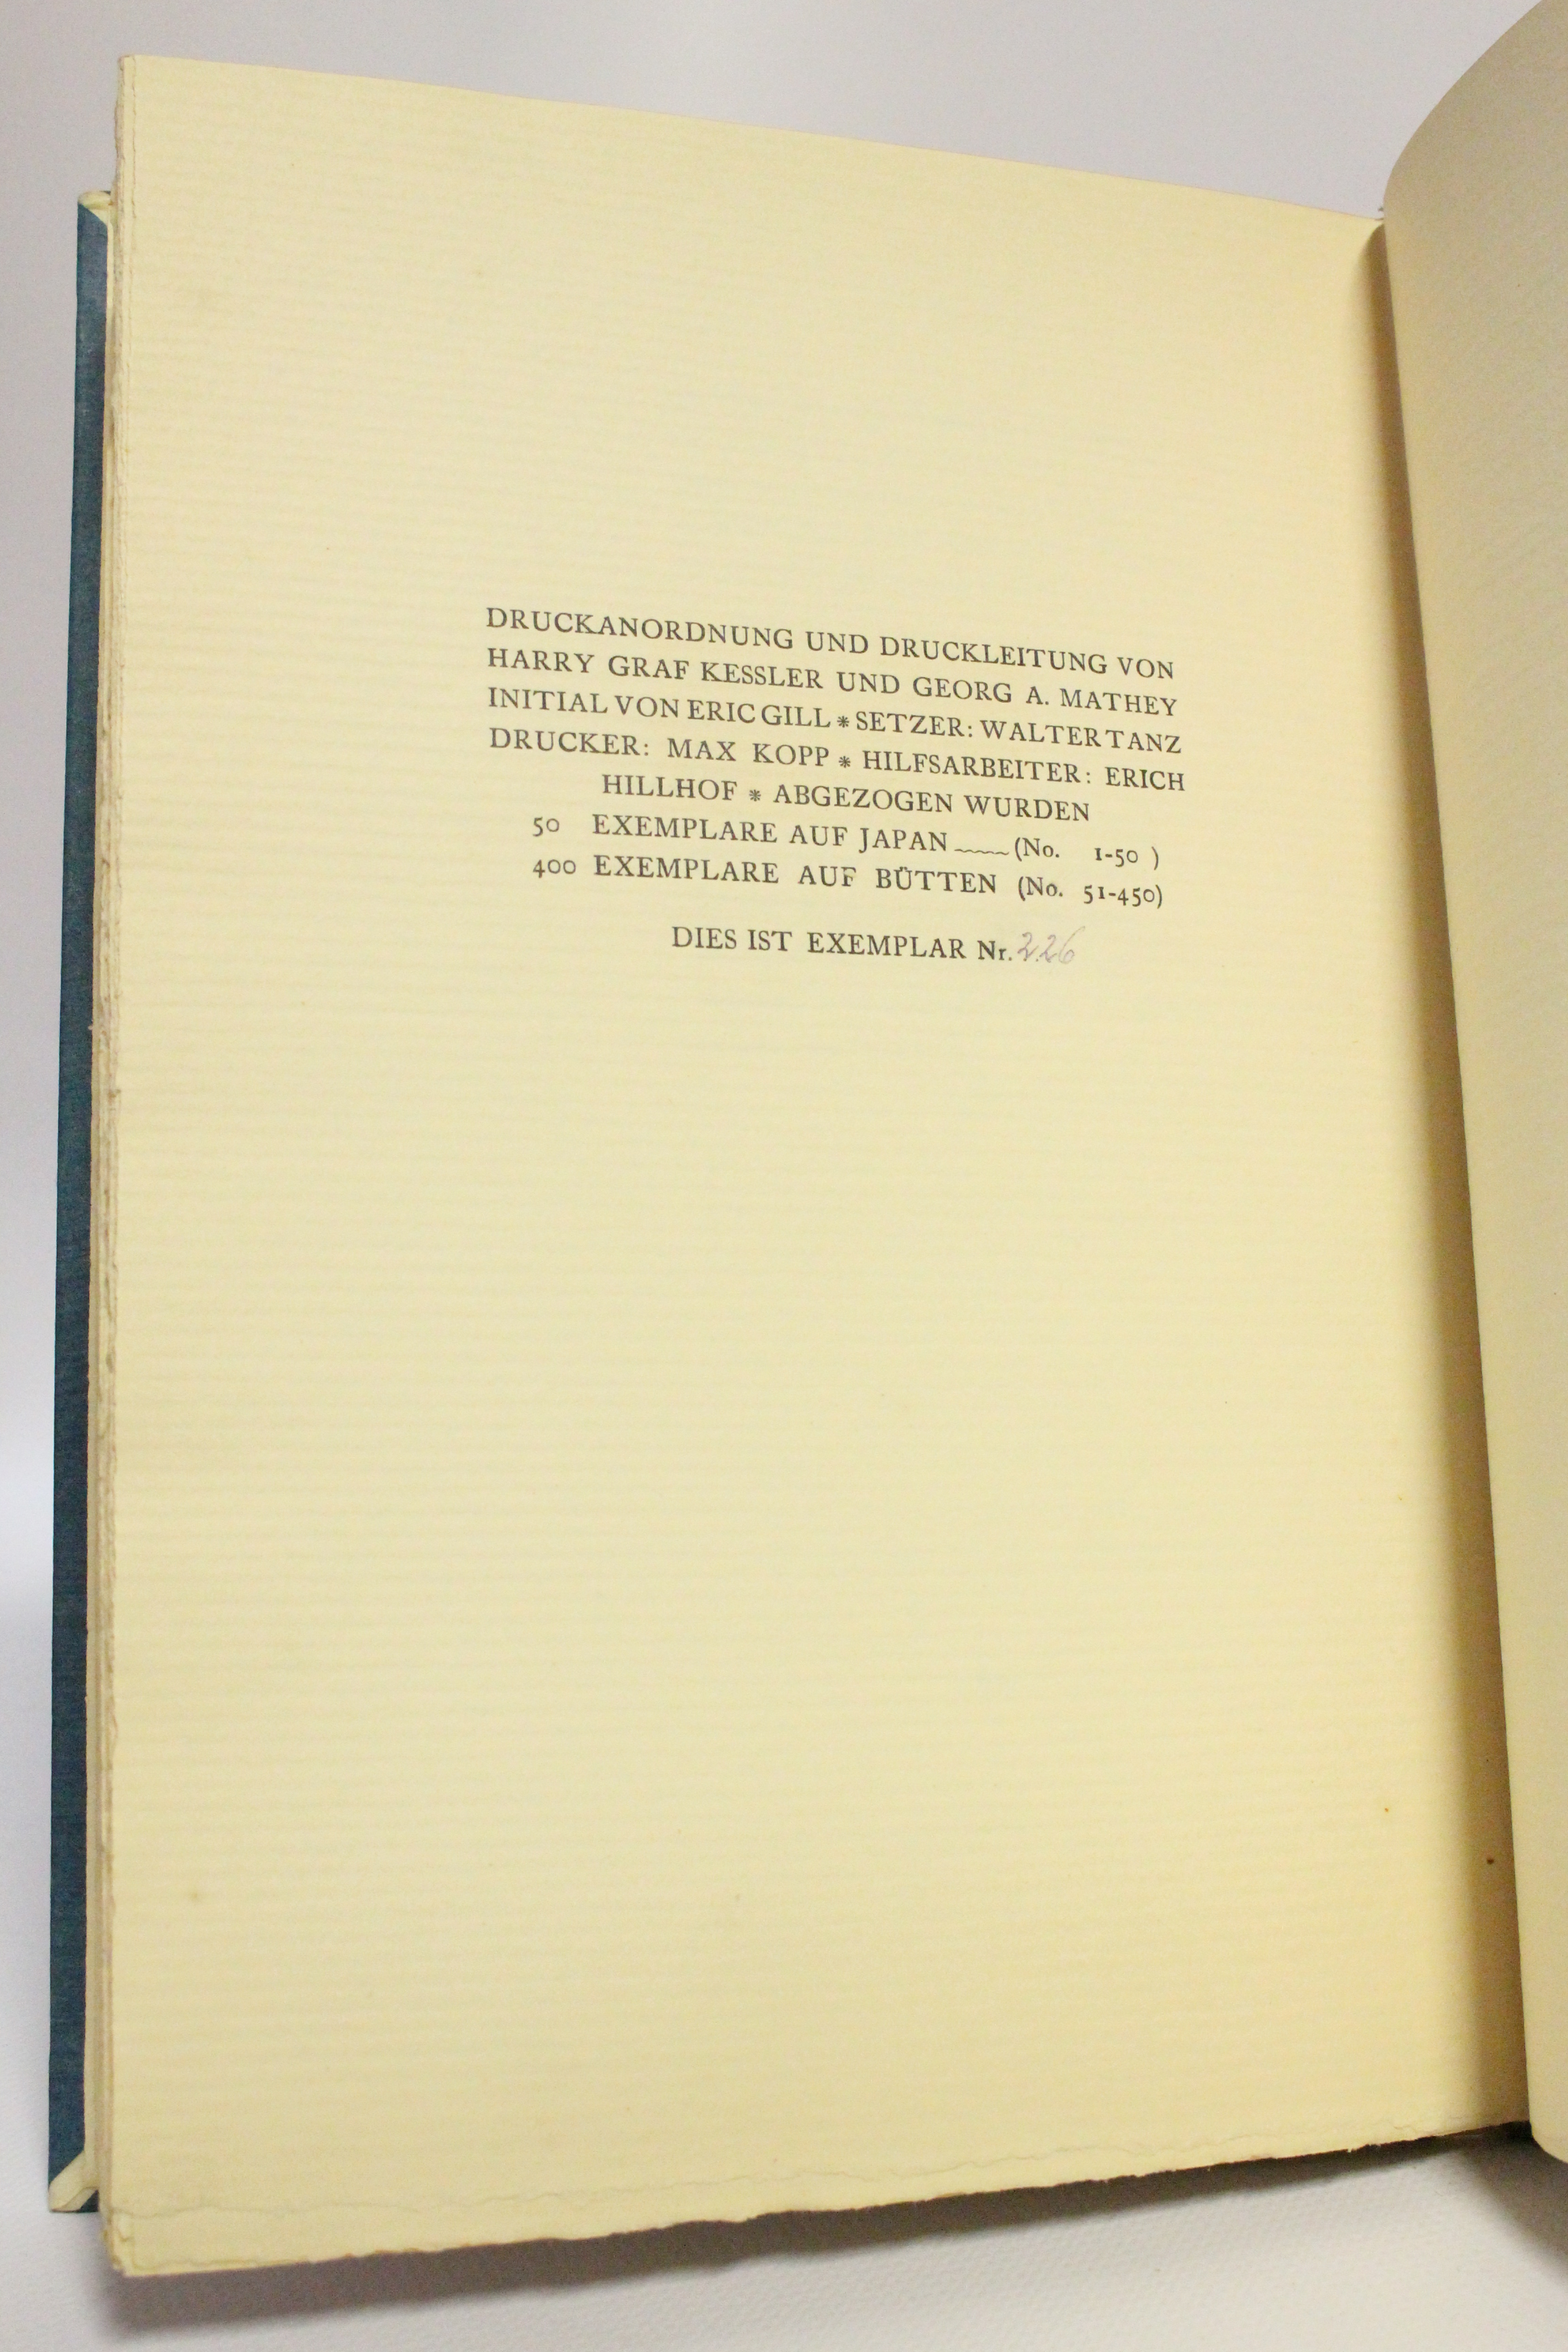 DRUCKANORDNUNG UND DRUCKLEITUNG VON
HARRY GRAF KESSLER UND GEORG A. MATHEY
INITIAL VON ERIC GILL * SETZER: WALTER TANZ
DRUCKER: MAX KOPP * HILFSARBEITER: ERICH
HILLHOF * ABGEZOGEN WURDEN
50 EXEMPLARE AUF JAPAN ~~~~ (No. 1-50 )
400 EXEMPLARE AUF BÜTTEN (No. 51-450)
DIES IST EXEMPLAR Nr. 226